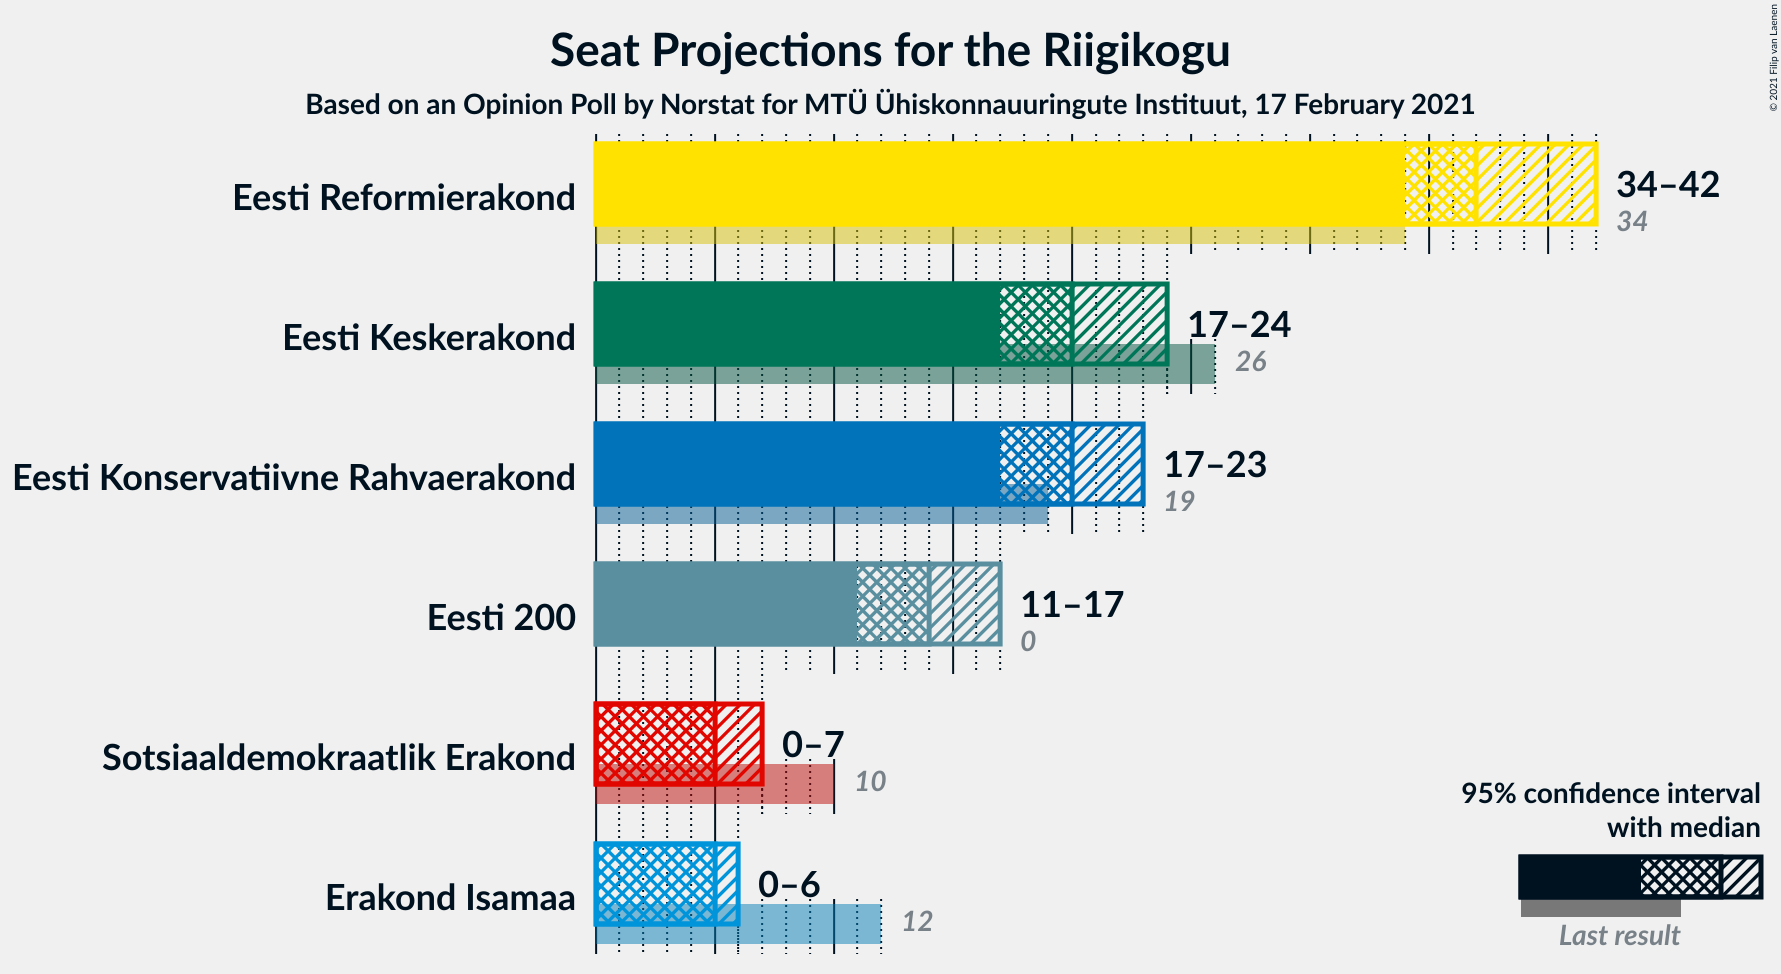 Seat Projections for the Riigikogu
Based on an Opinion Poll by Norstat for MTÜ Ühiskonnauuringute Instituut, 17 February 2021
© 2021 Filip van Laenen
Eesti Reformierakond
34–42
34
Eesti Keskerakond
17–24
26
Eesti Konservatiivne Rahvaerakond
17–23
19
Eesti 200
11–17
0
Sotsiaaldemokraatlik Erakond
0–7
10
Erakond Isamaa
0–6
12
95% confidence interval
with median
Last result